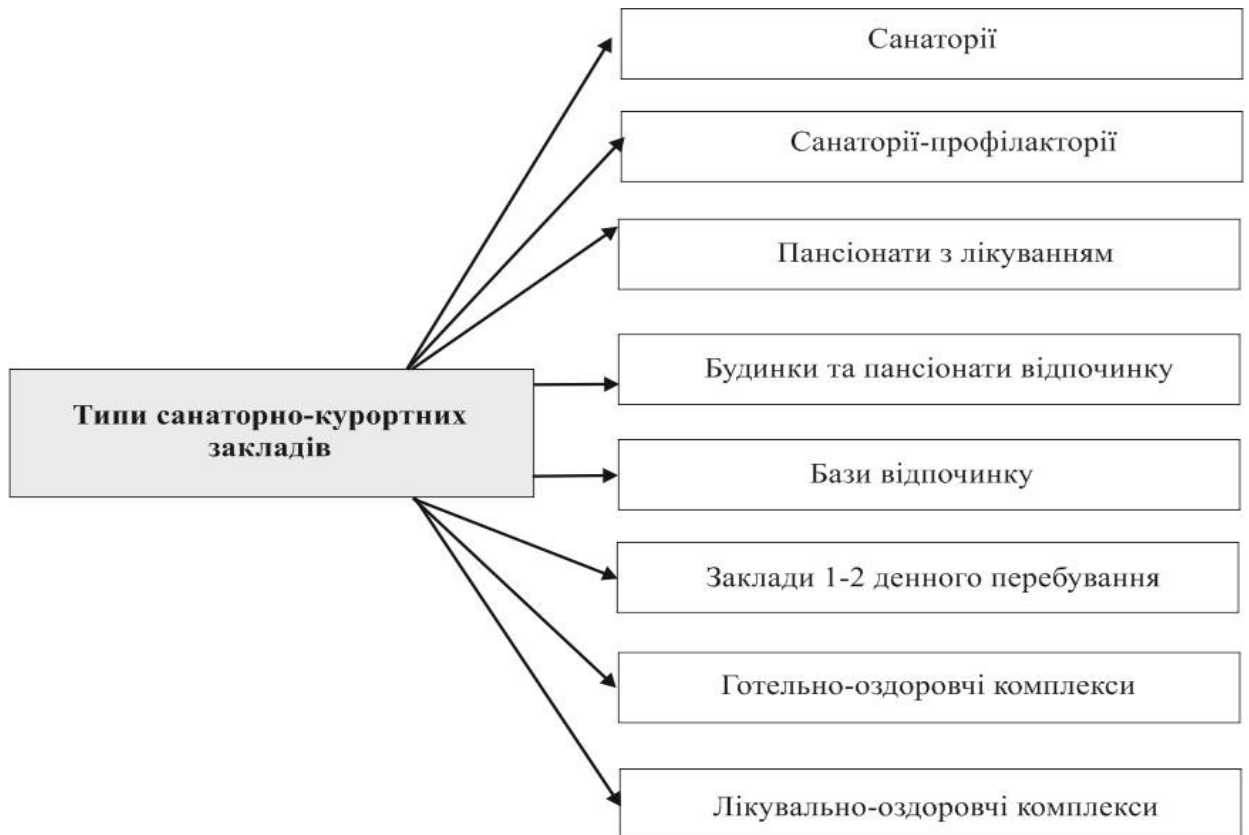 Санаторії
Санаторії-профілакторії
Пансіонати з лікуванням
Будинки та пансіонати відпочинку
Типи санаторно-курортних
закладів
Бази відпочинку
Заклади 1-2 денного перебування
Готельно-оздоровчі комплекси
Лікувально-оздоровчі комплекси